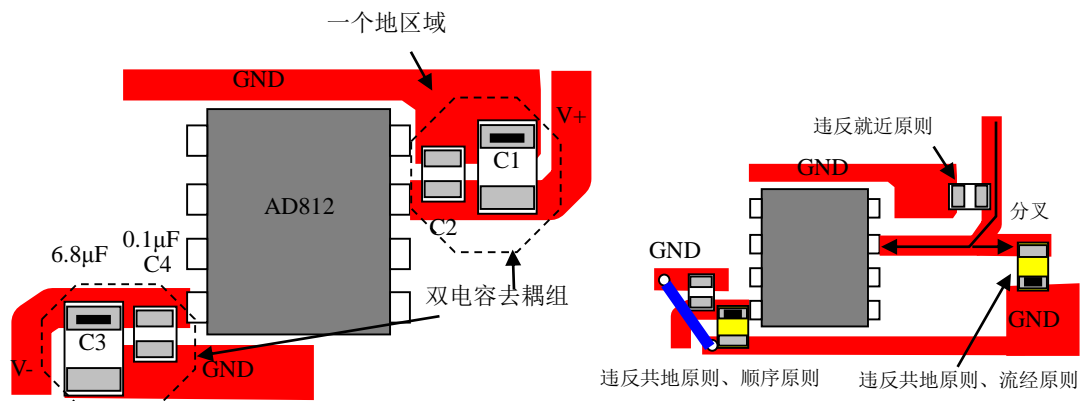 一个地区域
GND
V+
C1
AD812
C2
0.1μF
6.8μF
C4
双电容去耦组
C3
V-
GND
违反就近原则
GND
分叉
GND
GND
违反共地原则、顺序原则
违反共地原则、流经原则